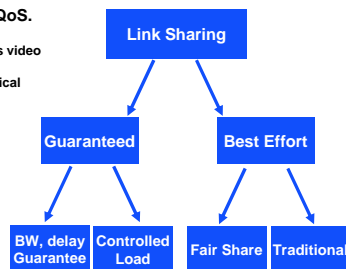 QoS.
s video
ical
Link Sharing
Guaranteed
Best Effort
BW, delay
Guarantee
Controlled
Load
Fair Share
Traditional